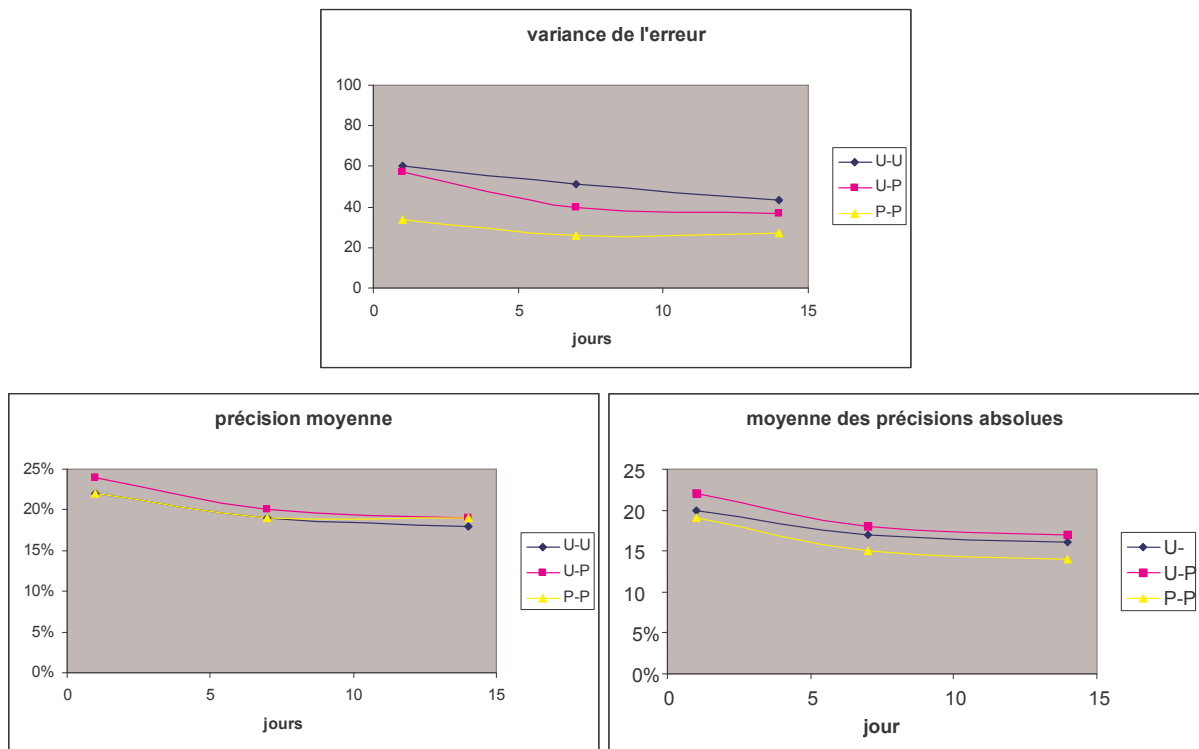 variance de l'erreur
100
80
60
40
20
0
0 5 10 15
jours
U-U
U-P
P-P
précision moyenne
25%
20%
15%
10%
5%
0%
0 5 10 15
jours
U-U
U-P
P-P
moyenne des précisions absolues
25
20
15
10
5%
0%
0 5 10 15
jour
U-
U-P
P-P